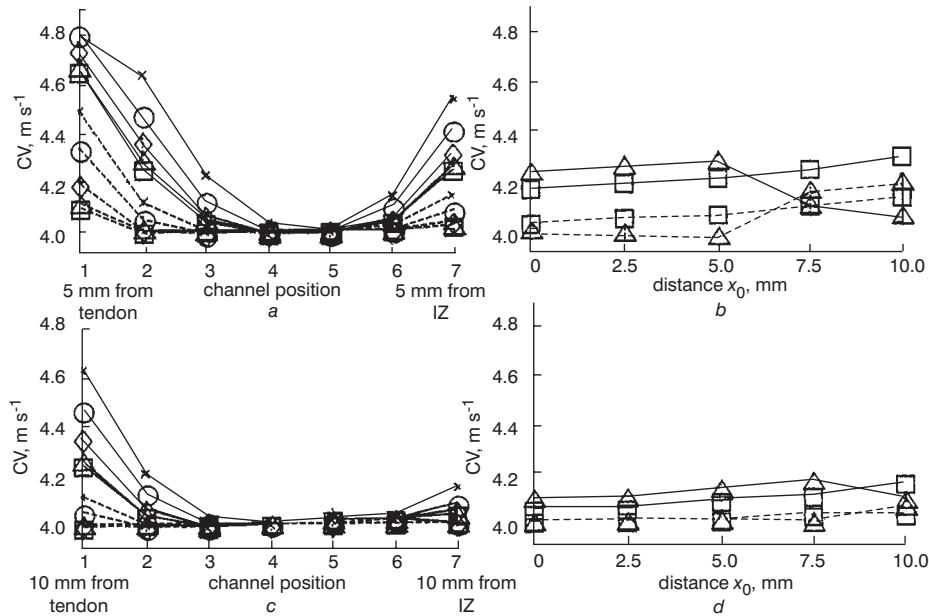 4.8
4.6
4.4
4.2
4.0
CV, m s-1
1 2 3 4 5 6 7
5 mm from tendon
channel position
5 mm from IZ
a
4.8
4.6
4.4
4.2
4.0
CV, m s-1
0 2.5 5.0 7.5 10.0
distance x0, mm
b
4.8
4.6
4.4
4.2
4.0
CV, m s-1
1 2 3 4 5 6 7
10 mm from tendon
channel position
10 mm from IZ
c
4.8
4.6
4.4
4.2
4.0
CV, m s-1
0 2.5 5.0 7.5 10.0
distance x0, mm
d